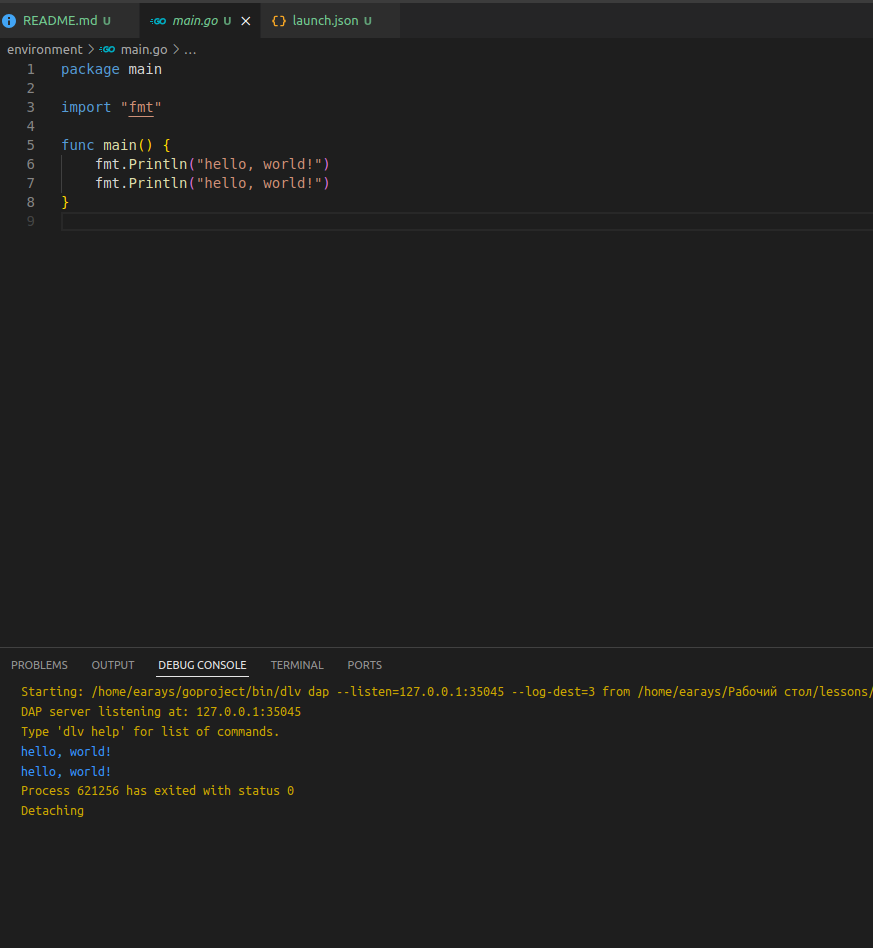 README.md U
main.go U
launch.json U
environment > main.go > ...
1 package main
2
3 import "fmt"
4
5 func main() {
6 fmt.Println("hello, world!")
7 fmt.Println("hello, world!")
8 }
9
PROBLEMS OUTPUT DEBUG CONSOLE TERMINAL PORTS
Starting: /home/earays/goproject/bin/dlv dap --listen=127.0.0.1:35045 --log-dest=3 from /home/earays/Рабочий стол/lessons/
DAP server listening at: 127.0.0.1:35045
Type 'dlv help' for list of commands.
hello, world!
hello, world!
Process 621256 has exited with status 0
Detaching